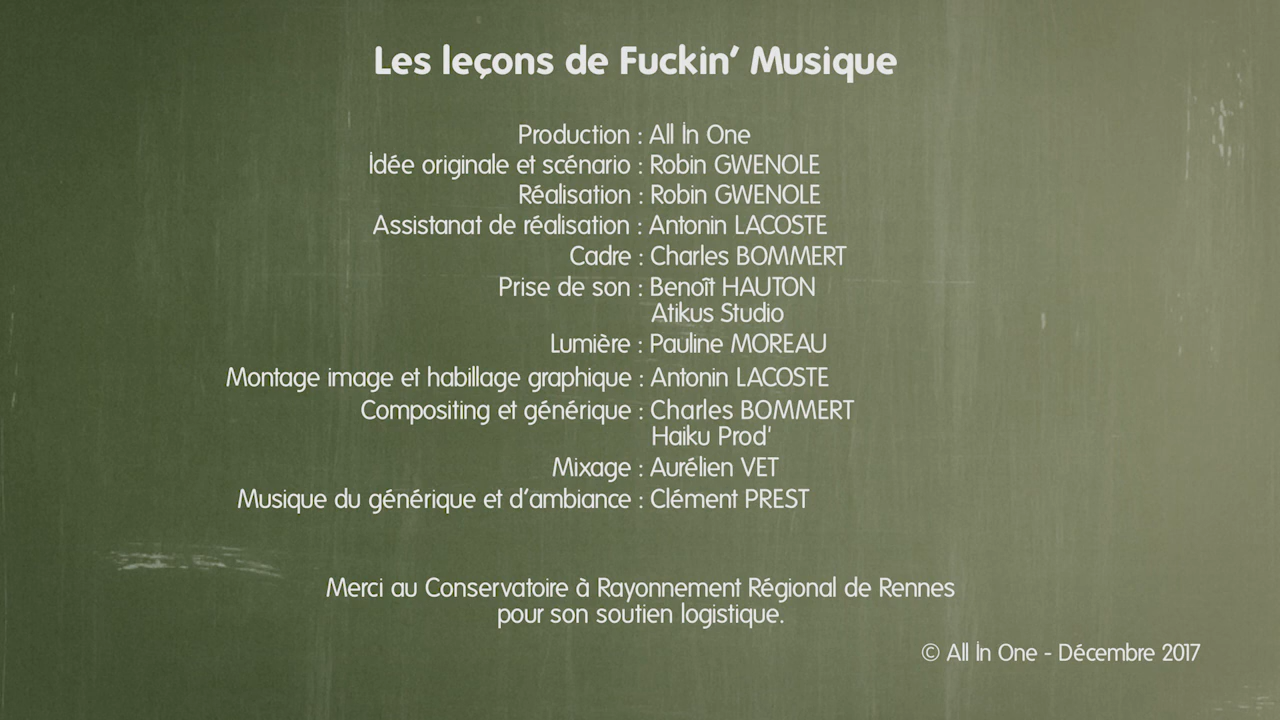 Les leçons de Fuckin’ Musique
Production : All In One
Idée originale et scénario : Robin GWENOLE
Réalisation : Robin GWENOLE
Assistanat de réalisation : Antonin LACOSTE
Cadre : Charles BOMMERT
Prise de son : Benoît HAUTON
Atikus Studio
Lumière : Pauline MOREAU
Montage image et habillage graphique : Antonin LACOSTE
Compositing et générique : Charles BOMMERT
Haiku Prod'
Mixage : Aurélien VET
Musique du générique et d’ambiance : Clément PREST
Merci au Conservatoire à Rayonnement Régional de Rennes
pour son soutien logistique.
© All In One - Décembre 2017